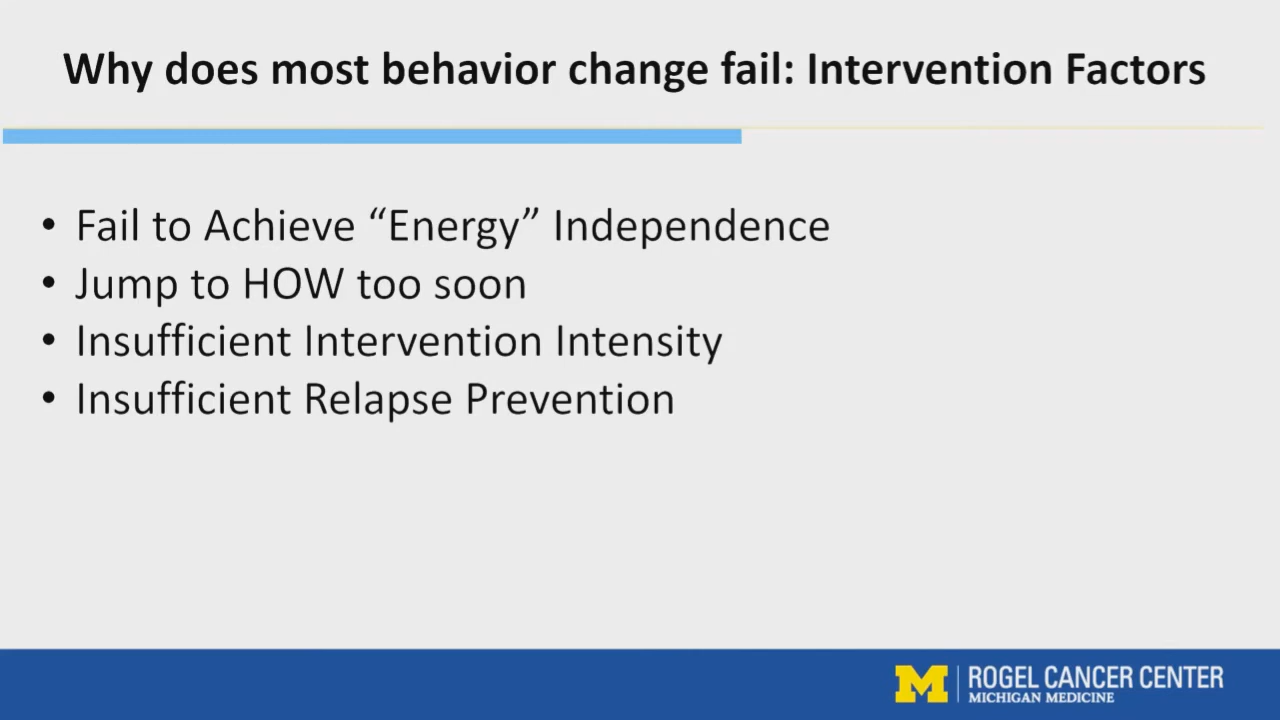 Why does most behavior change fail: Intervention Factors
• Fail to Achieve “Energy” Independence
• Jump to HOW too soon
• Insufficient Intervention Intensity
• Insufficient Relapse Prevention
M ROGEL CANCER CENTER
MICHIGAN MEDICINE